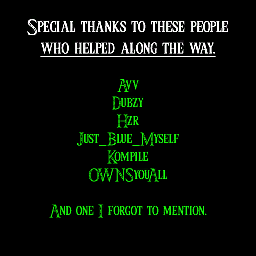 Special thanks to these people
who helped along the way.
Avv
Dubzy
Hzr
Just_Blue_Myself
Kompile
OWNSyouAll
And one I forgot to mention.